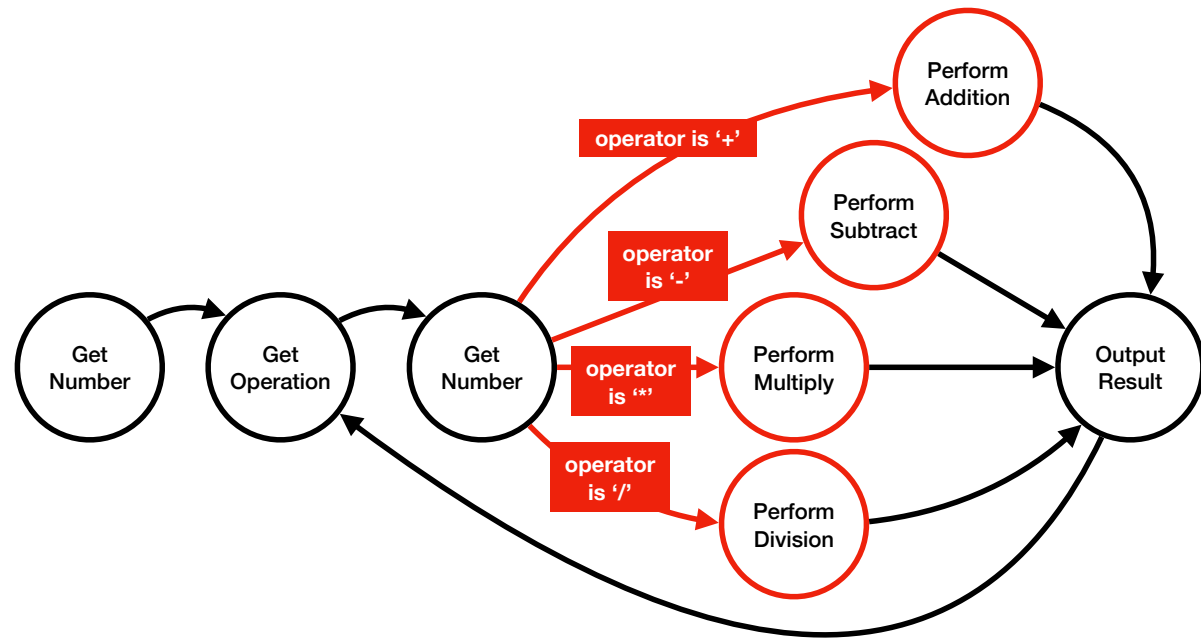 Perform
Addition
operator is ‘+’
Perform
Subtract
operator
is ‘-’
Get
Number
Get
Operation
Get
Number
operator
is ‘*’
Perform
Multiply
Output
Result
operator
is ‘/’
Perform
Division